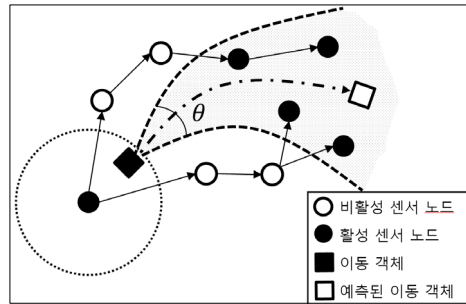 θ
비활성 센서 노드
활성 센서 노드
이동 객체
예측된 이동 객체